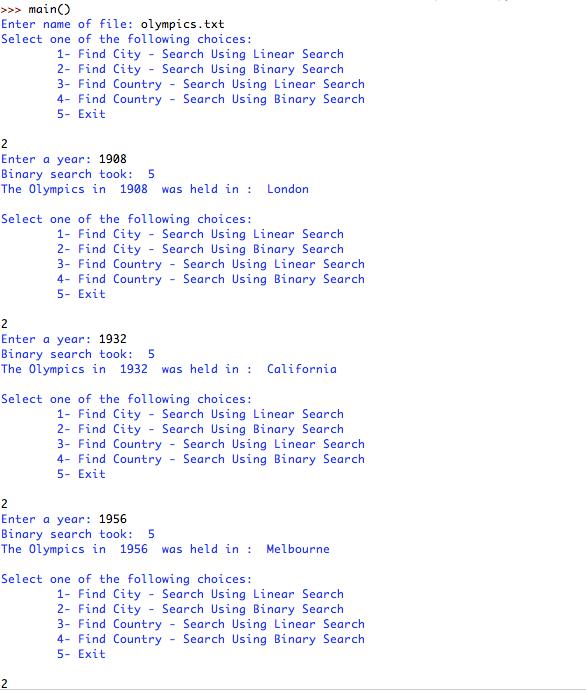 >>> main()
Enter name of file: olympics.txt
Select one of the following choices:
        1- Find City - Search Using Linear Search
        2- Find City - Search Using Binary Search
        3- Find Country - Search Using Linear Search
        4- Find Country - Search Using Binary Search
        5- Exit

2
Enter a year: 1908
Binary search took:  5
The Olympics in  1908  was held in :  London

Select one of the following choices:
        1- Find City - Search Using Linear Search
        2- Find City - Search Using Binary Search
        3- Find Country - Search Using Linear Search
        4- Find Country - Search Using Binary Search
        5- Exit

2
Enter a year: 1932
Binary search took:  5
The Olympics in  1932  was held in :  California

Select one of the following choices:
        1- Find City - Search Using Linear Search
        2- Find City - Search Using Binary Search
        3- Find Country - Search Using Linear Search
        4- Find Country - Search Using Binary Search
        5- Exit

2
Enter a year: 1956
Binary search took:  5
The Olympics in  1956  was held in :  Melbourne

Select one of the following choices:
        1- Find City - Search Using Linear Search
        2- Find City - Search Using Binary Search
        3- Find Country - Search Using Linear Search
        4- Find Country - Search Using Binary Search
        5- Exit

2